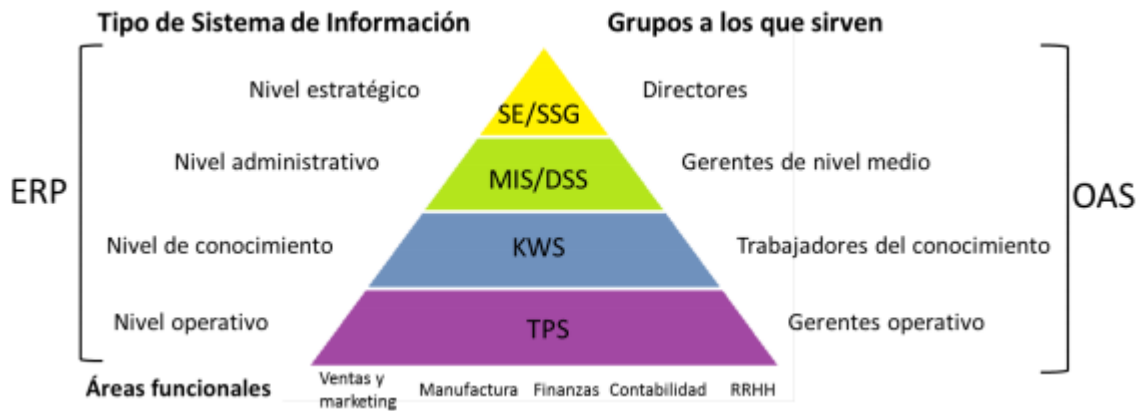 Tipo de Sistema de Información
Grupos a los que sirven
Nivel estratégico
SE/SSG
Directores
Nivel administrativo
MIS/DSS
Gerentes de nivel medio
ERP
OAS
Nivel de conocimiento
KWS
Trabajadores del conocimiento
Nivel operativo
TPS
Gerentes operativo
Áreas funcionales
Ventas y
marketing
Manufactura
Finanzas
Contabilidad
RRHH